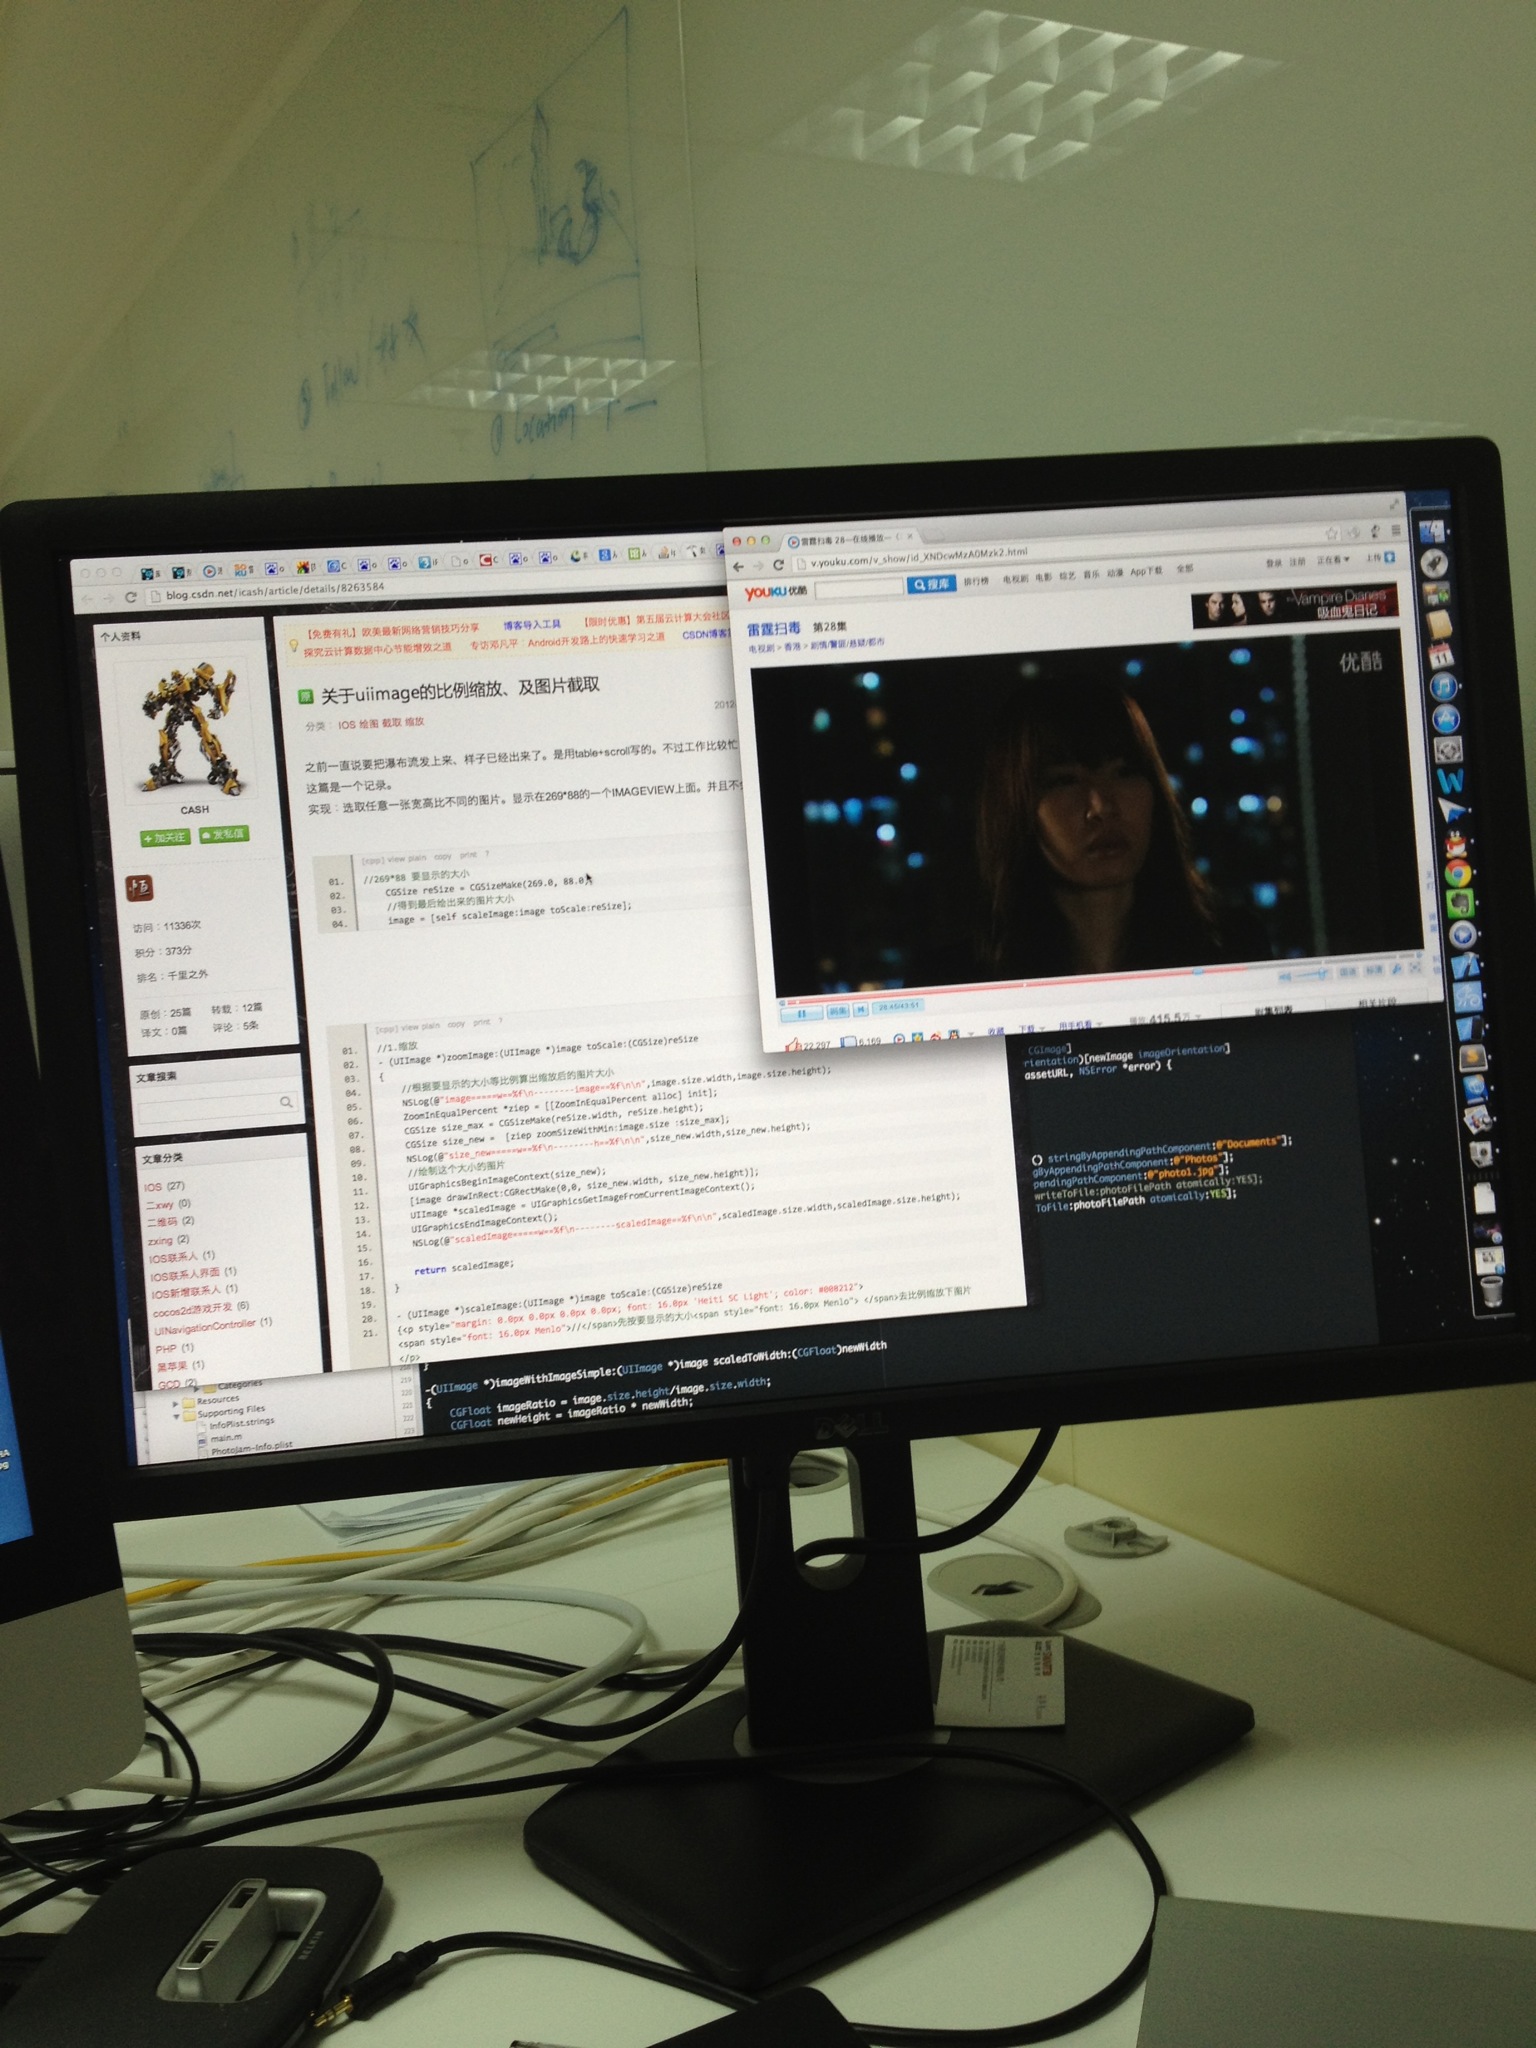 ② Follow/
① Location
blog.csdn.net/icash/article/details/8263584
个人资料
CASH
加关注
发私信
访问：11336次
积分：373分
排名：千里之外
原创：25篇 转载：12篇
译文：0篇 评论：5条
文章搜索
文章分类
IOS (27)
二xwy (0)
二维码 (2)
zxing (2)
IOS联系人 (1)
IOS联系人界面 (1)
IOS新增联系人 (1)
cocos2d游戏开发 (6)
UINavigationController (1)
PHP (1)
黑苹果 (1)
GCD (2)
【免费有礼】欧美最新网络营销技巧分享 博客导入工具 【限时优惠】第五届云计算大会社区
探究云计算数据中心节能增效之道 专访邓凡平：Android开发路上的快速学习之道 CSDN博客
原 关于uiimage的比例缩放、及图片截取
分类： IOS 绘图 截取 缩放
2012
之前一直说要把瀑布流发上来、样子已经出来了。是用table+scroll写的。不过工作比较忙
这篇是一个记录。
实现：选取任意一张宽高比不同的图片。显示在269*88的一个IMAGEVIEW上面。并且不
[cpp] view plain copy print ?
01. //269*88 要显示的大小
02. CGSize reSize = CGSizeMake(269.0, 88.0)
03. //得到最后绘出来的图片大小
04. image = [self scaleImage:image toScale:reSize];
[cpp] view plain copy print ?
01. //1.缩放
02. - (UIImage *)zoomImage:(UIImage *)image toScale:(CGSize)reSize
03. {
04. //根据要显示的大小等比例算出缩放后的图片大小
05. NSLog(@"image=====w==%f\n--------image==%f\n\n",image.size.width,image.size.height);
06. ZoomInEqualPercent *ziep = [[ZoomInEqualPercent alloc] init];
07. CGSize size_max = CGSizeMake(reSize.width, reSize.height);
08. CGSize size_new = [ziep zoomSizeWithMin:image.size :size_max];
09. NSLog(@"size_new=====w==%f\n--------h==%f\n\n",size_new.width,size_new.height);
10. //绘制这个大小的图片
11. UIGraphicsBeginImageContext(size_new);
12. [image drawInRect:CGRectMake(0,0, size_new.width, size_new.height)];
13. UIImage *scaledImage = UIGraphicsGetImageFromCurrentImageContext();
14. UIGraphicsEndImageContext();
15. NSLog(@"scaledImage=====w==%f\n--------scaledImage==%f\n\n",scaledImage.size.width,scaledImage.size.height);
16.
17. return scaledImage;
18. }
19. - (UIImage *)scaleImage:(UIImage *)image toScale:(CGSize)reSize
20. {<p style="margin: 0.0px 0.0px 0.0px 0.0px; font: 16.0px 'Heiti SC Light'; color: #008212">
21. <span style="font: 16.0px Menlo">//</span>先按要显示的大小<span style="font: 16.0px Menlo"> </span>去比例缩放下图片
</p>
雷霆扫毒 28—在线播放—
v.youku.com/v_show/id_XNDcwMzA0Mzk2.html
YOUKU 优酷
搜库
排行榜 电视剧 电影 综艺 音乐 动漫 App下载 全部 登录 注册 正在看 上传
雷霆扫毒 第28集
电视剧 > 香港 > 剧情/警匪/悬疑/都市
Vampire Diaries
吸血鬼日记
优酷
28:45/43:51
22,297 6,169 收藏 下载 用手机看 播放 415.5万 剧集列表 相关片段
CGImage]
rientation)[newImage imageOrientation]
assetURL, NSError *error) {
stringByAppendingPathComponent:@"Documents"];
gByAppendingPathComponent:@"Photos"];
pendingPathComponent:@"photo1.jpg"];
writeToFile:photoFilePath atomically:YES];
ToFile:photoFilePath atomically:YES];
}
-(UIImage *)imageWithImageSimple:(UIImage *)image scaledToWidth:(CGFloat)newWidth
{
CGFloat imageRatio = image.size.height/image.size.width;
CGFloat newHeight = imageRatio * newWidth;
Categories
Resources
Supporting Files
InfoPlist.strings
main.m
PhotoJam-Info.plist
11
DELL
BELKIN